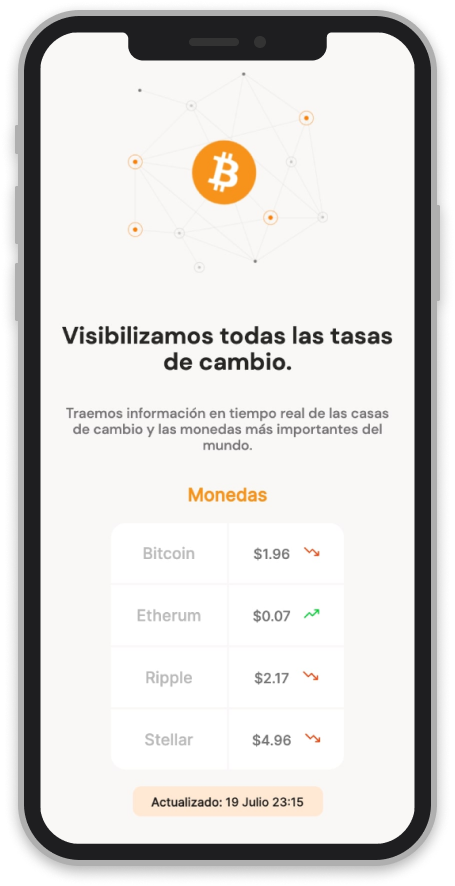 Visibilizamos todas las tasas
de cambio.
Traemos información en tiempo real de las casas
de cambio y las monedas más importantes del
mundo.
Monedas
Bitcoin $1.96
Etherum $0.07
Ripple $2.17
Stellar $4.96
Actualizado: 19 Julio 23:15